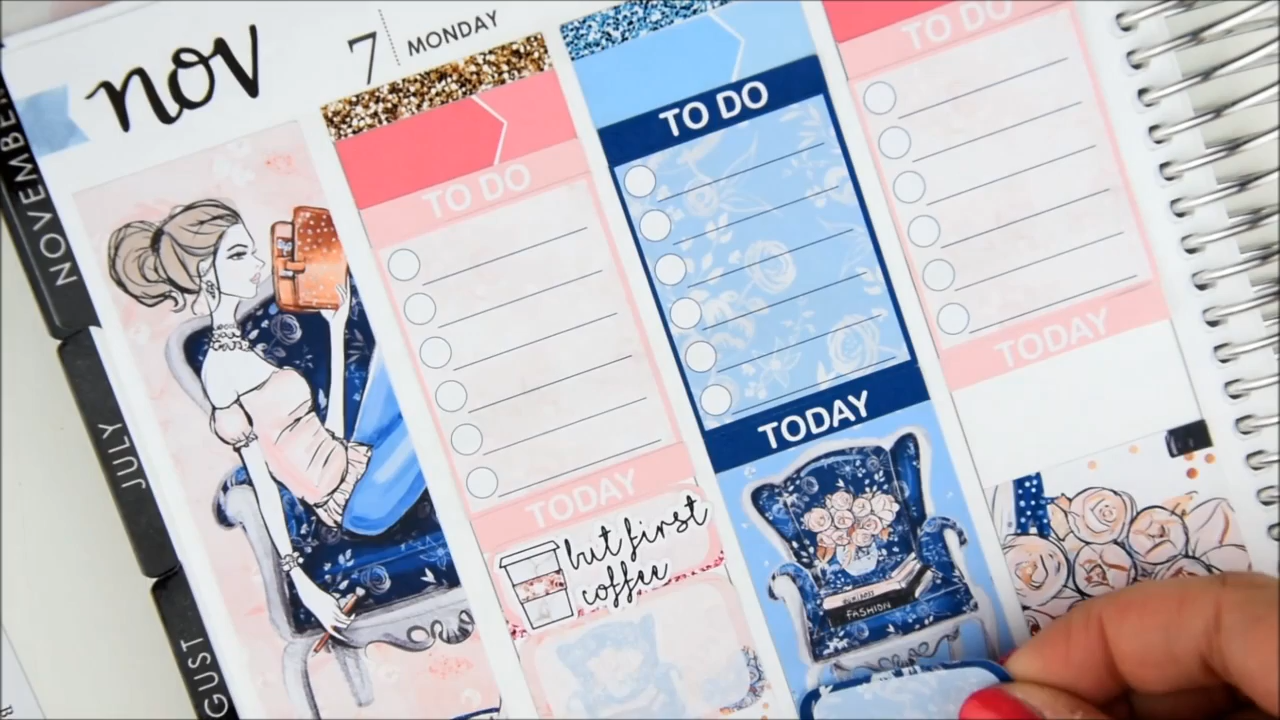 nov
7 MONDAY
TO DO
TODAY
but first
coffee
TO DO
TODAY
FASHION
TO DO
TODAY
NOVEMBER
JULY
GUST